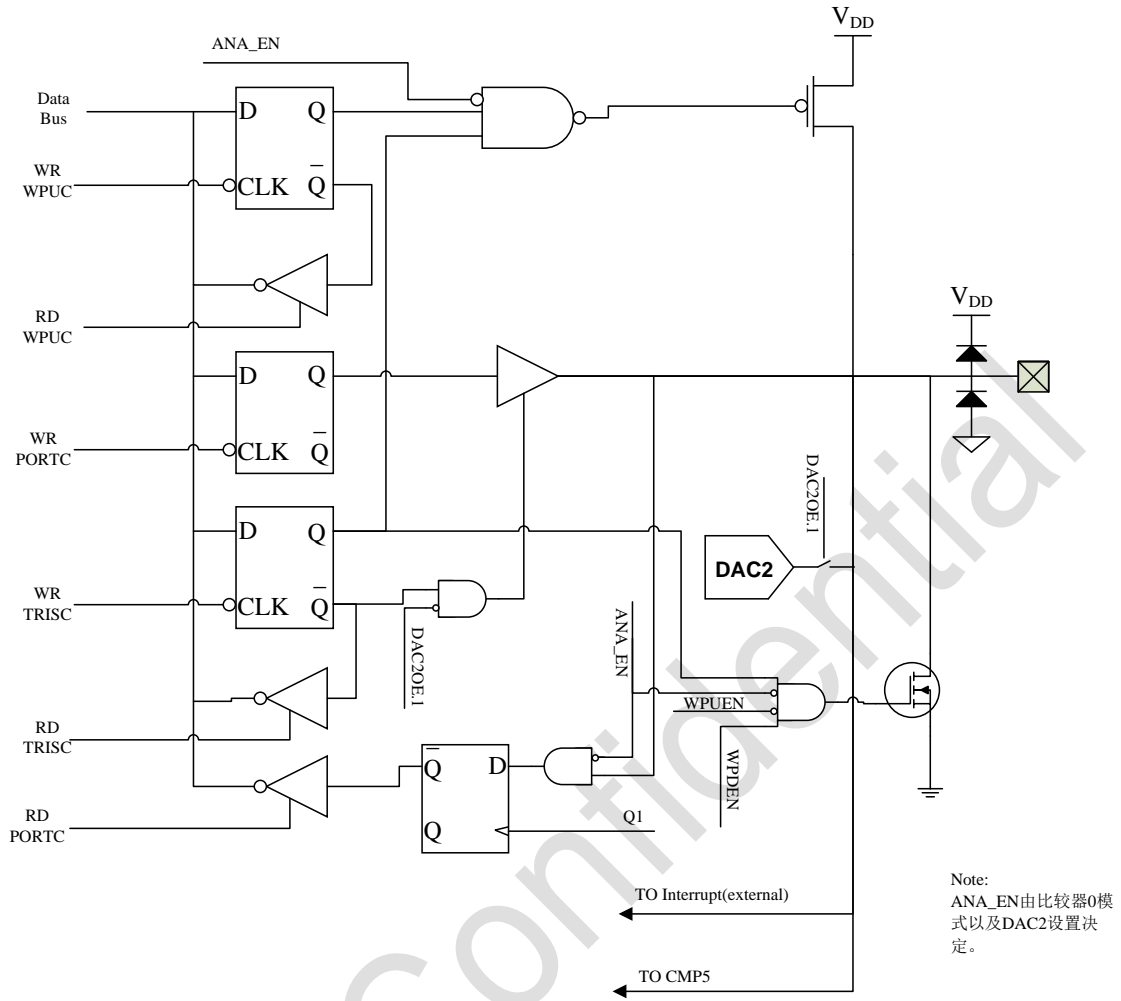 V_DD
ANA_EN
Data
Bus
D Q
WR
WPUC
CLK Q̅
RD
WPUC
V_DD
D Q
WR
PORTC
CLK Q̅
DAC2OE.1
D Q
DAC2
WR
TRISC
CLK Q̅
DAC2OE.1
ANA_EN
WPUEN
RD
TRISC
Q̅ D
WPDEN
RD
PORTC
Q
Q1
TO Interrupt(external)
Note:
ANA_EN由比较器0模
式以及DAC2设置决
定。
TO CMP5
Confidential